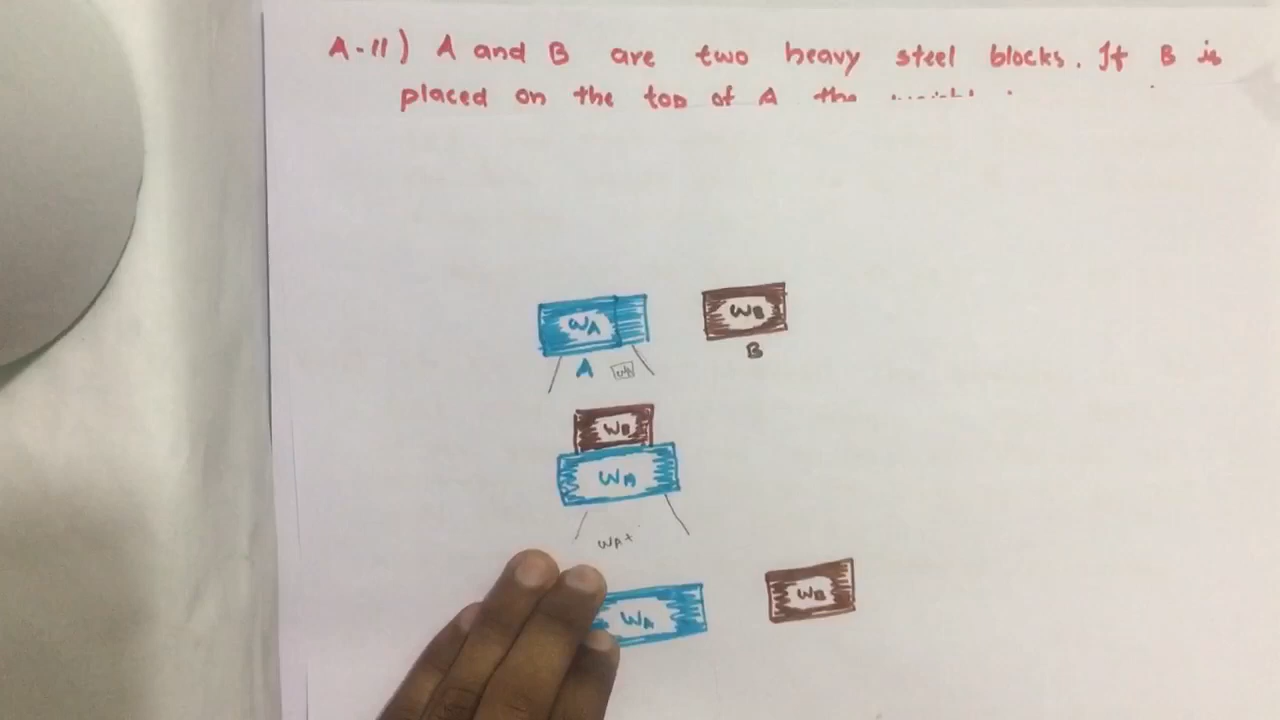 A-11) A and B are two heavy steel blocks. If B is
placed on the top of A the
WA WB
A B
WB
WA
WA+
WA WB